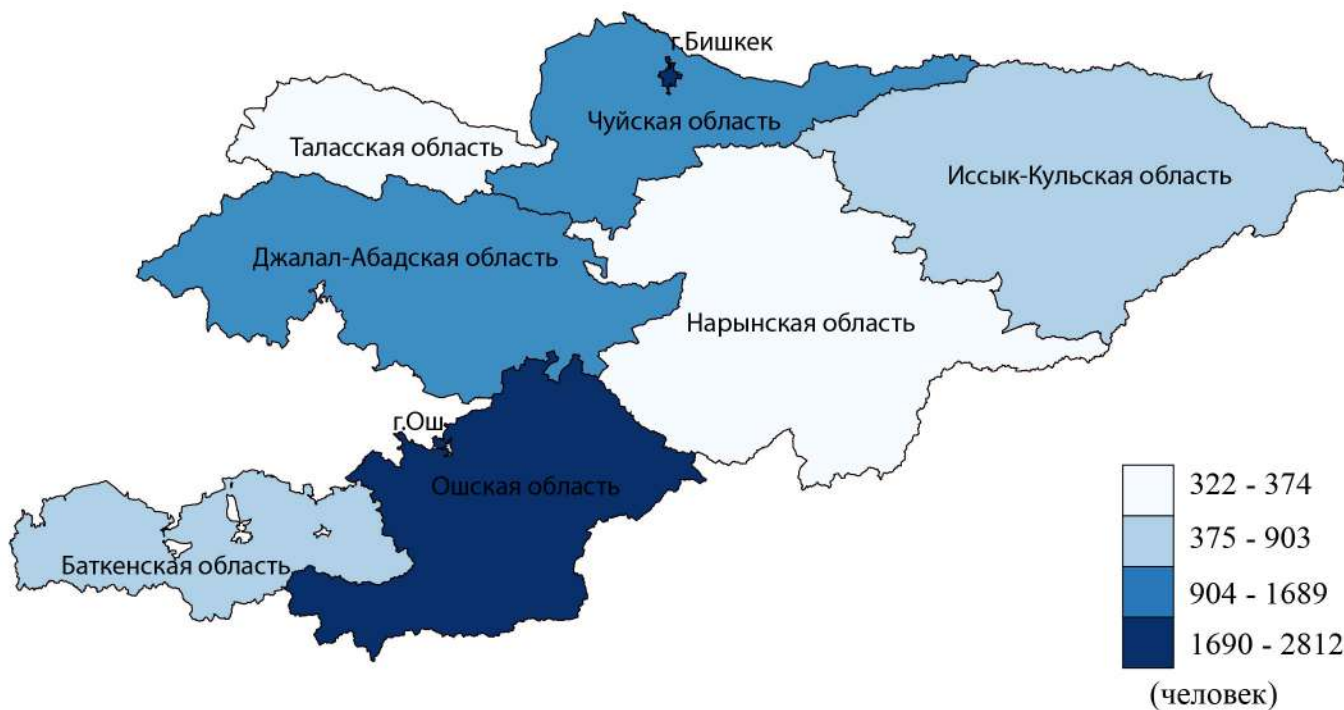 г.Бишкек
Чуйская область
Таласская область
Иссык-Кульская область
Джалал-Абадская область
Нарынская область
г.Ош
Ошская область
Баткенская область
322 - 374
375 - 903
904 - 1689
1690 - 2812
(человек)